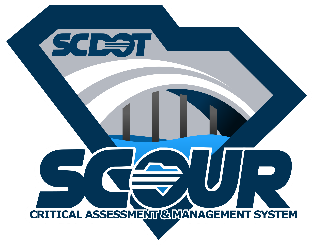 SCDOT
SCOUR
CRITICAL ASSESSMENT & MANAGEMENT SYSTEM